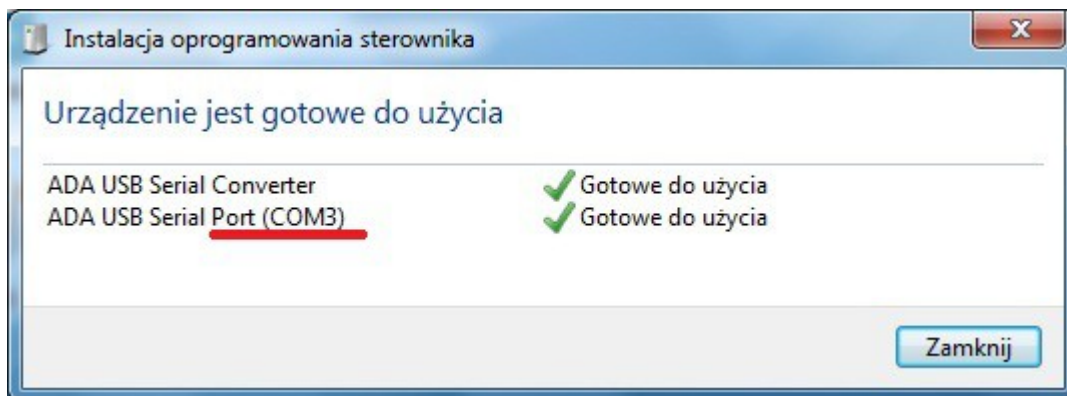 Instalacja oprogramowania sterownika
Urządzenie jest gotowe do użycia
ADA USB Serial Converter Gotowe do użycia
ADA USB Serial Port (COM3) Gotowe do użycia
Zamknij